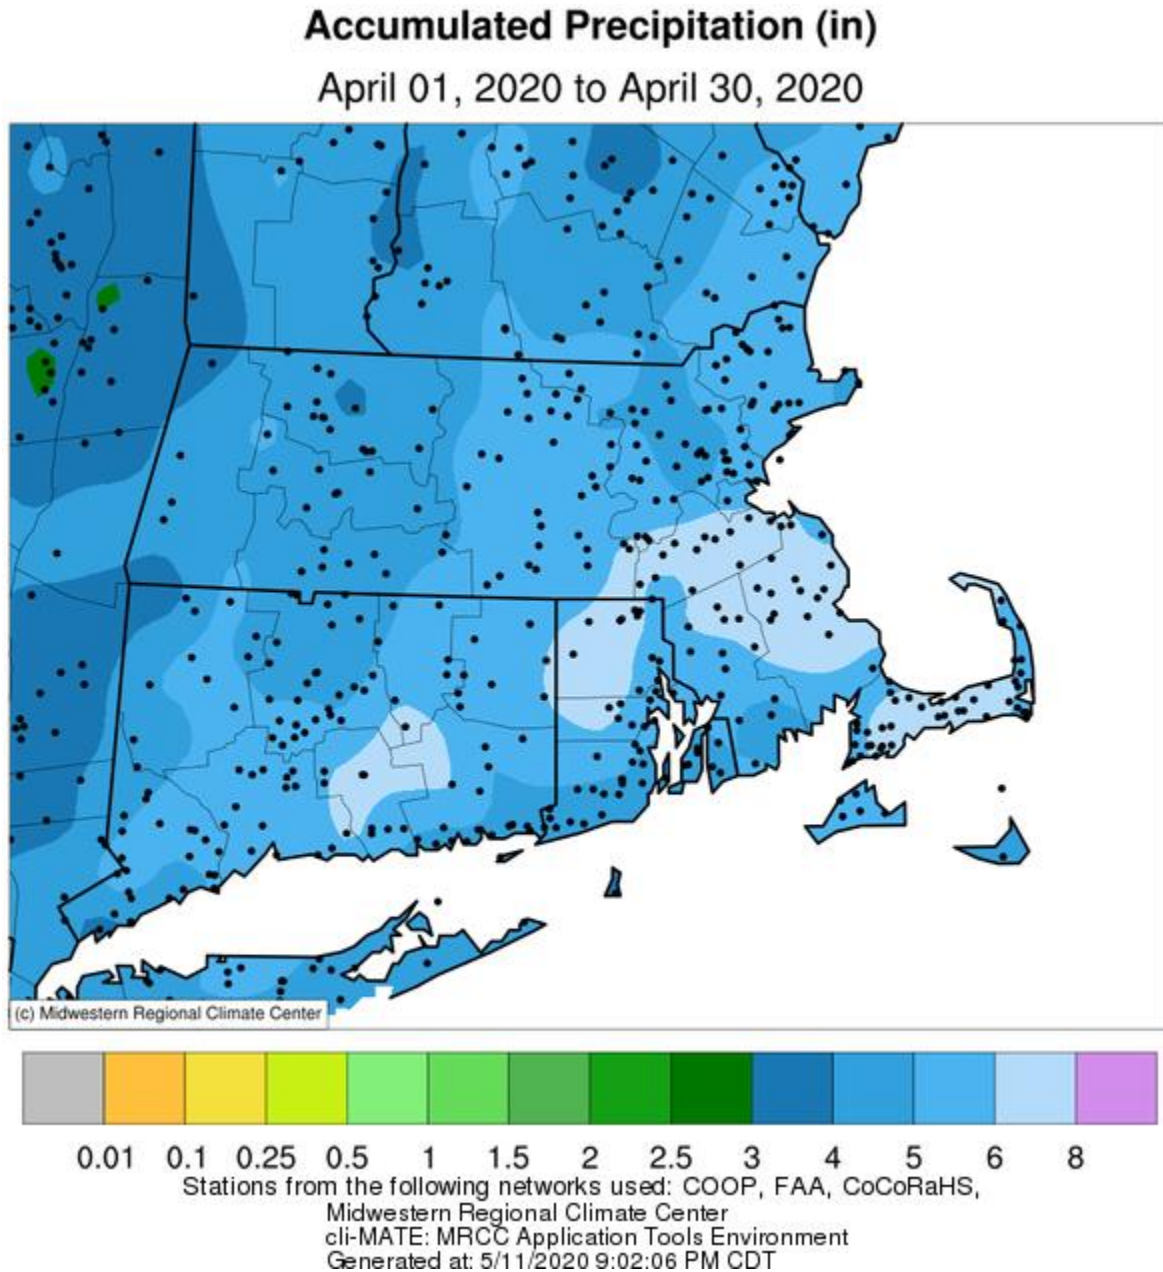 Accumulated Precipitation (in)
April 01, 2020 to April 30, 2020
(c) Midwestern Regional Climate Center
0.01 0.1 0.25 0.5 1 1.5 2 2.5 3 4 5 6 8
Stations from the following networks used: COOP, FAA, CoCoRaHS,
Midwestern Regional Climate Center
cli-MATE: MRCC Application Tools Environment
Generated at: 5/11/2020 9:02:06 PM CDT